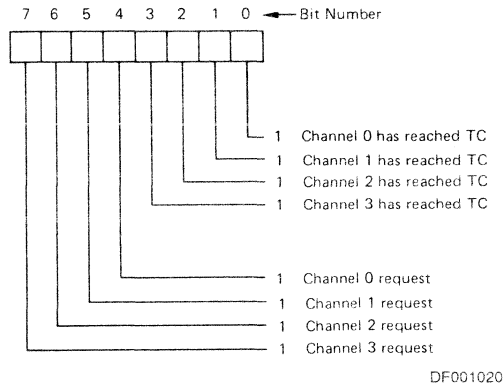 7 6 5 4 3 2 1 0 Bit Number
1 Channel 0 has reached TC
1 Channel 1 has reached TC
1 Channel 2 has reached TC
1 Channel 3 has reached TC
1 Channel 0 request
1 Channel 1 request
1 Channel 2 request
1 Channel 3 request
DF001020